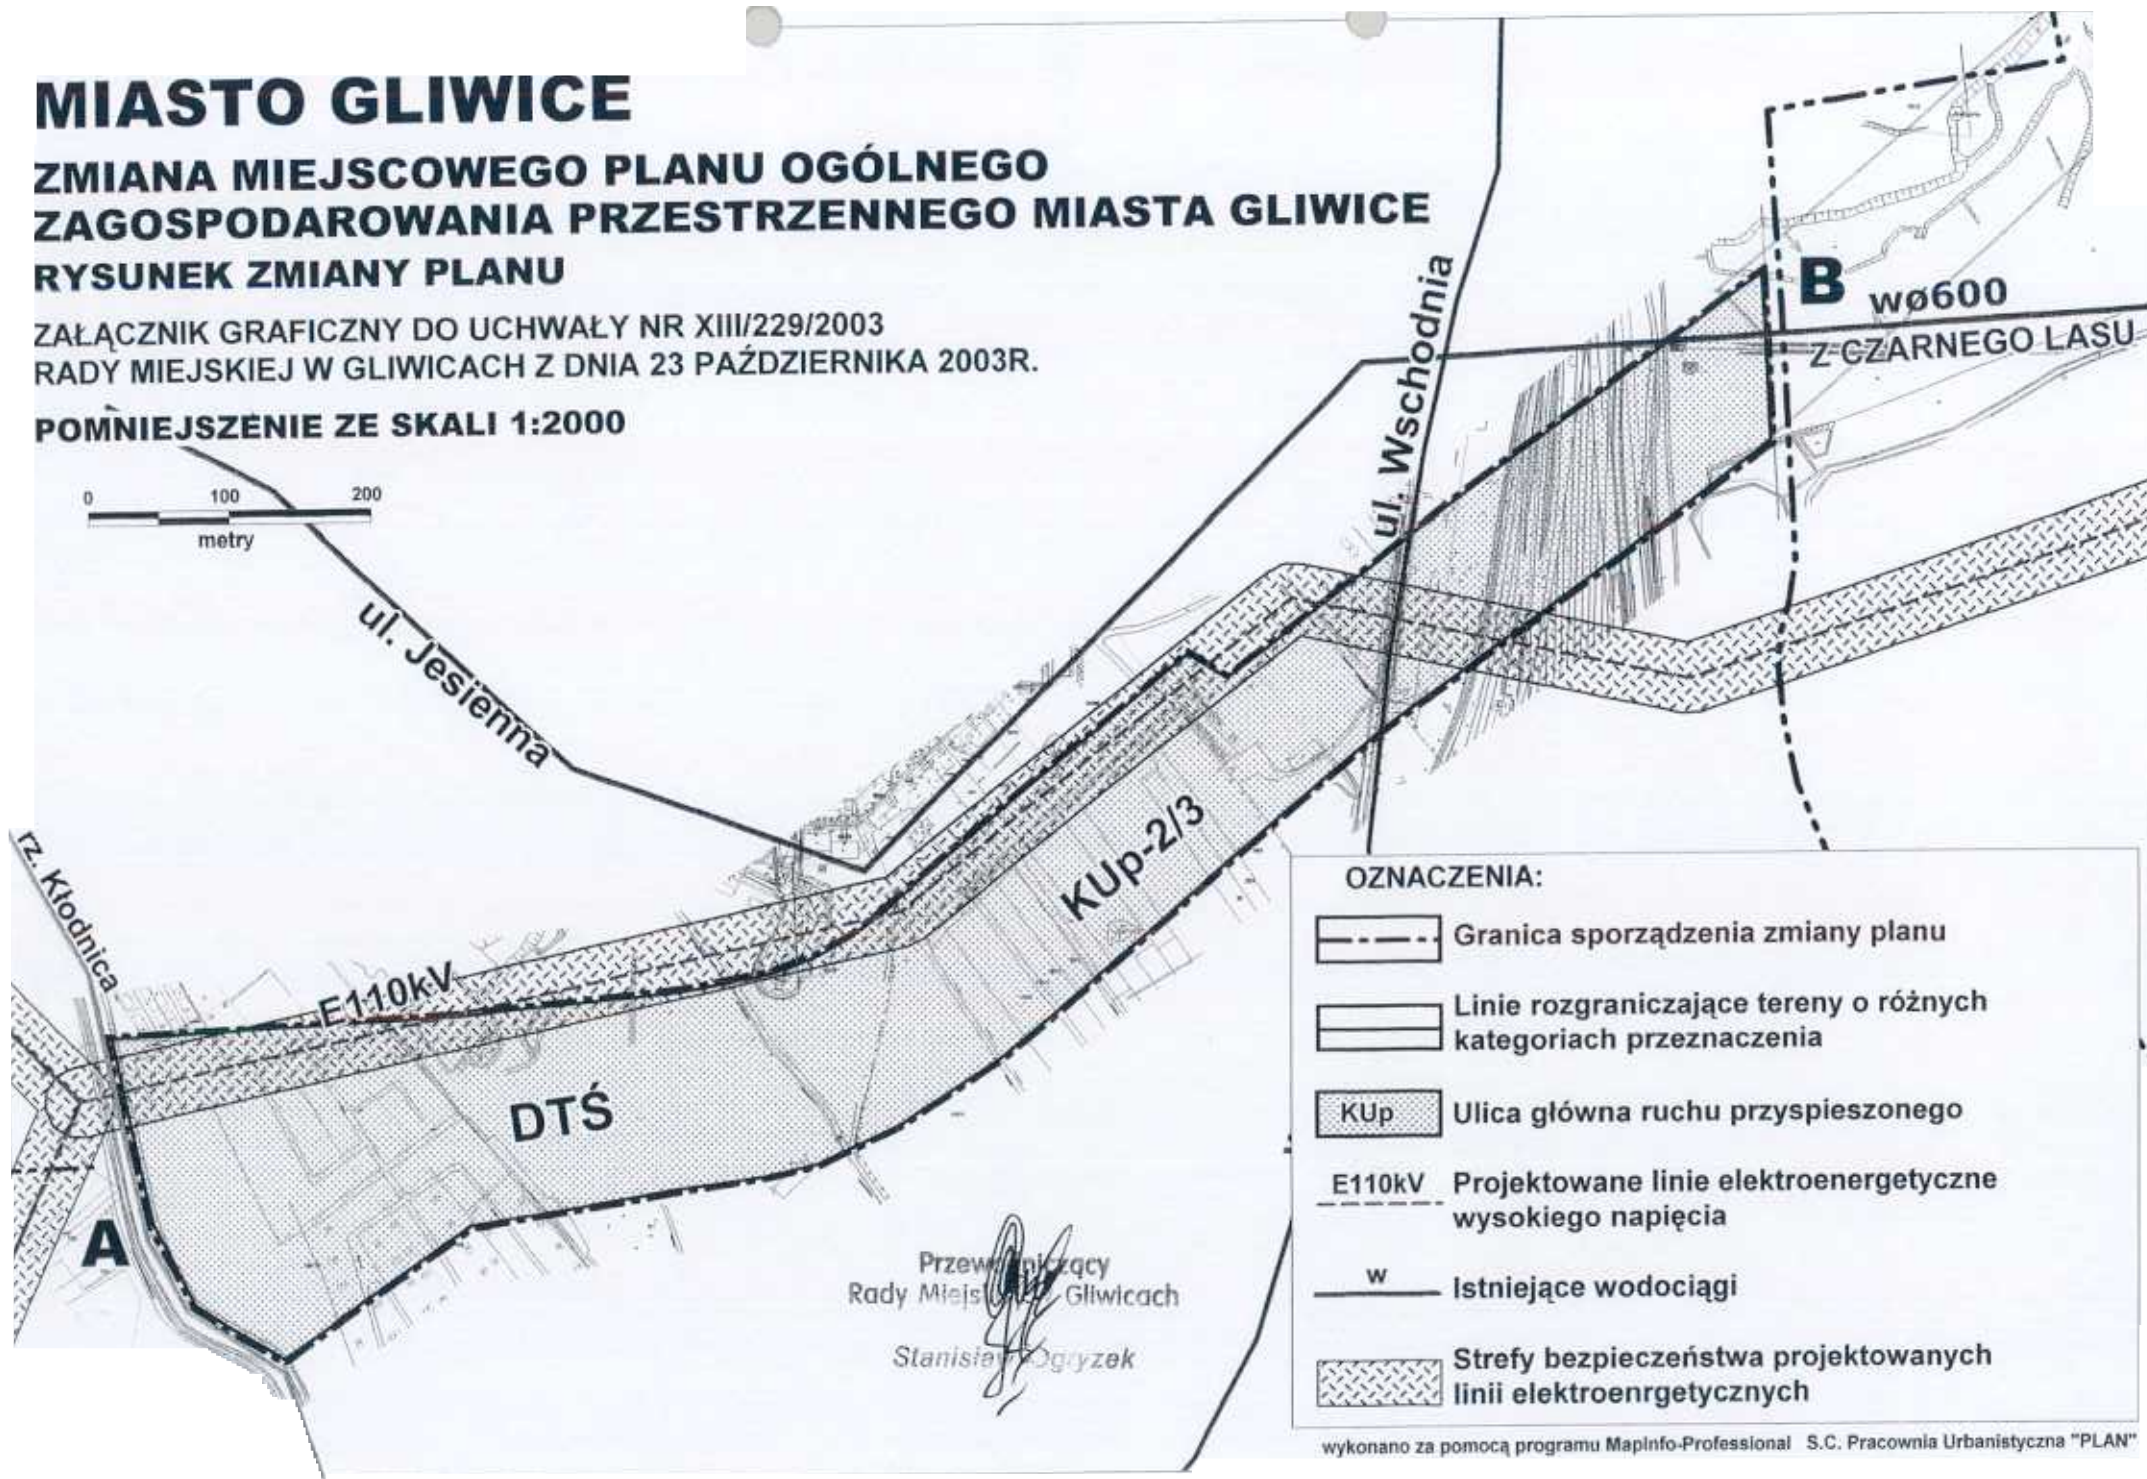 MIASTO GLIWICE
ZMIANA MIEJSCOWEGO PLANU OGÓLNEGO
ZAGOSPODAROWANIA PRZESTRZENNEGO MIASTA GLIWICE
RYSUNEK ZMIANY PLANU
ZAŁĄCZNIK GRAFICZNY DO UCHWAŁY NR XIII/229/2003
RADY MIEJSKIEJ W GLIWICACH Z DNIA 23 PAŹDZIERNIKA 2003R.
POMNIEJSZENIE ZE SKALI 1:2000
0 100 200
metry
ul. Jesienna
ul. Wschodnia
B
wø600
Z CZARNEGO LASU
rz. Kłodnica
E110kV
KUp-2/3
DTŚ
A
Przewodniczący
Rady Miejskiej w Gliwicach
Stanisław Ogryzek
OZNACZENIA:
Granica sporządzenia zmiany planu
Linie rozgraniczające tereny o różnych
kategoriach przeznaczenia
KUp Ulica główna ruchu przyspieszonego
E110kV Projektowane linie elektroenergetyczne
wysokiego napięcia
w Istniejące wodociągi
Strefy bezpieczeństwa projektowanych
linii elektroenrgetycznych
wykonano za pomocą programu MapInfo-Professional S.C. Pracownia Urbanistyczna "PLAN"